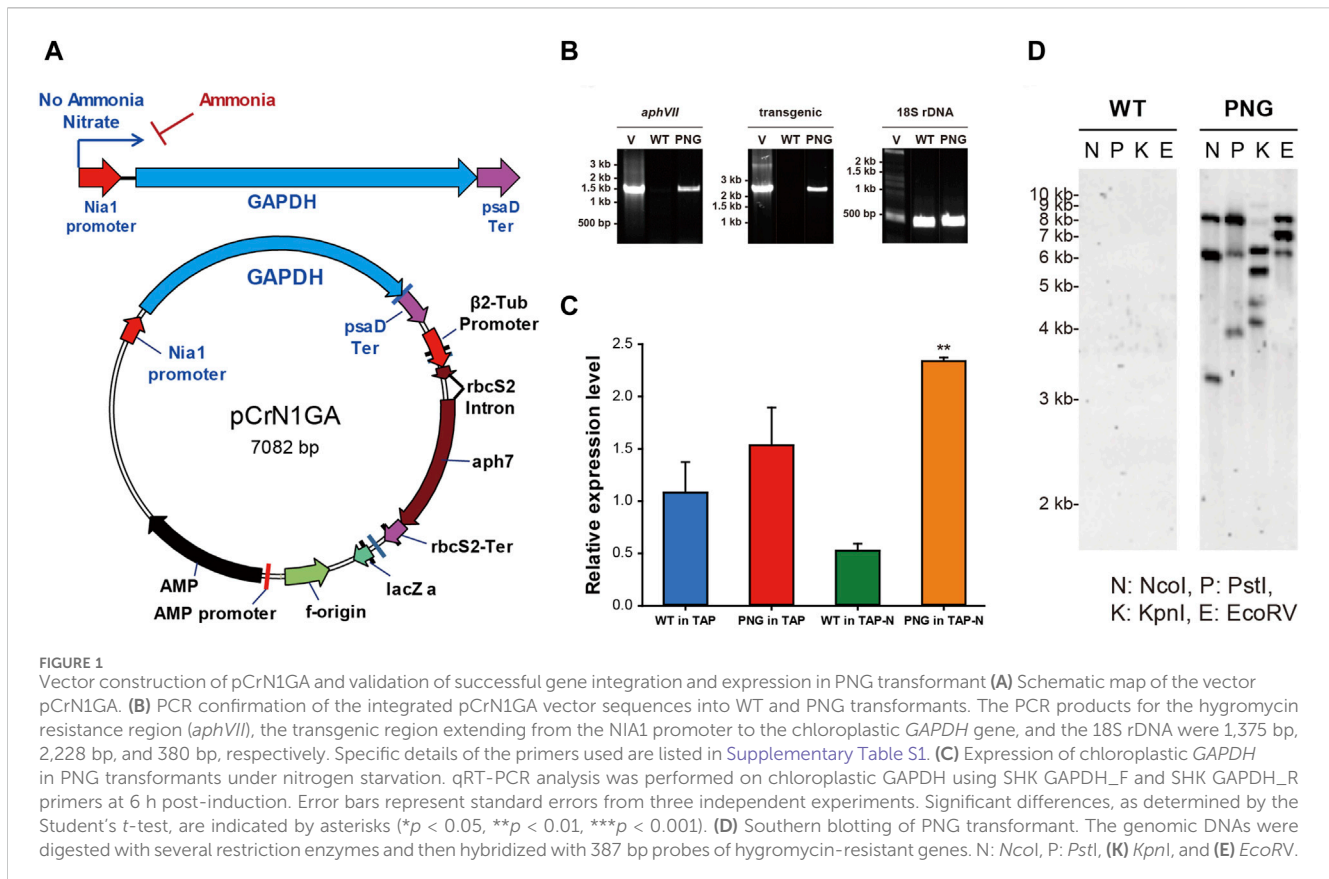 A
No Ammonia
Nitrate
Ammonia
Nia1
promoter
GAPDH
psaD
Ter
GAPDH
psaD
Ter
β2-Tub
Promoter
Nia1
promoter
rbcS2
Intron
pCrN1GA
7082 bp
aph7
rbcS2-Ter
lacZ a
f-origin
AMP
AMP promoter
B
aphVII
V WT PNG
3 kb
2 kb
1.5 kb
1 kb
500 bp
transgenic
V WT PNG
3 kb
2 kb
1.5 kb
1 kb
18S rDNA
V WT PNG
2 kb
1.5 kb
1 kb
500 bp
C
Relative expression level
2.5
2.0
1.5
1.0
0.5
0.0
**
WT in TAP
PNG in TAP
WT in TAP-N
PNG in TAP-N
D
WT
PNG
N P K E
N P K E
10 kb
9 kb
8 kb
7 kb
6 kb
5 kb
4 kb
3 kb
2 kb
N: NcoI, P: PstI,
K: KpnI, E: EcoRV
FIGURE 1
Vector construction of pCrN1GA and validation of successful gene integration and expression in PNG transformant (A) Schematic map of the vector
pCrN1GA. (B) PCR confirmation of the integrated pCrN1GA vector sequences into WT and PNG transformants. The PCR products for the hygromycin
resistance region (aphVII), the transgenic region extending from the NIA1 promoter to the chloroplastic GAPDH gene, and the 18S rDNA were 1,375 bp,
2,228 bp, and 380 bp, respectively. Specific details of the primers used are listed in Supplementary Table S1. (C) Expression of chloroplastic GAPDH
in PNG transformants under nitrogen starvation. qRT-PCR analysis was performed on chloroplastic GAPDH using SHK GAPDH_F and SHK GAPDH_R
primers at 6 h post-induction. Error bars represent standard errors from three independent experiments. Significant differences, as determined by the
Student's t-test, are indicated by asterisks (*p < 0.05, **p < 0.01, ***p < 0.001). (D) Southern blotting of PNG transformant. The genomic DNAs were
digested with several restriction enzymes and then hybridized with 387 bp probes of hygromycin-resistant genes. N: NcoI, P: PstI, (K) KpnI, and (E) EcoRV.